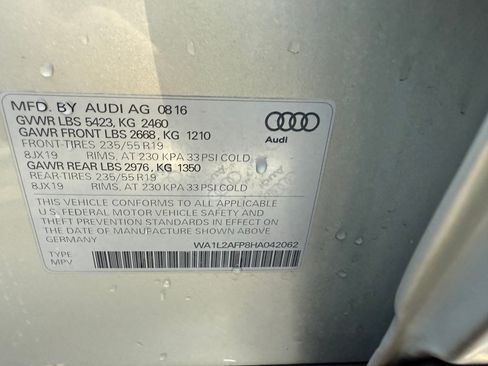 MFD. BY AUDI AG 08 16
GVWR LBS 5423, KG 2460
GAWR FRONT LBS 2668, KG 1210
FRONT-TIRES 235/55 R19
8JX19 RIMS, AT 230 KPA 33 PSI COLD
GAWR REAR LBS 2976, KG 1350
REAR-TIRES 235/55 R19
8JX19 RIMS, AT 230 KPA 33 PSI COLD
THIS VEHICLE CONFORMS TO ALL APPLICABLE
U.S. FEDERAL MOTOR VEHICLE SAFETY AND
THEFT PREVENTION STANDARDS IN EFFECT ON
THE DATE OF MANUFACTURE SHOWN ABOVE
GERMANY WA1L2AFP8HA042062
TYPE
MPV
Audi